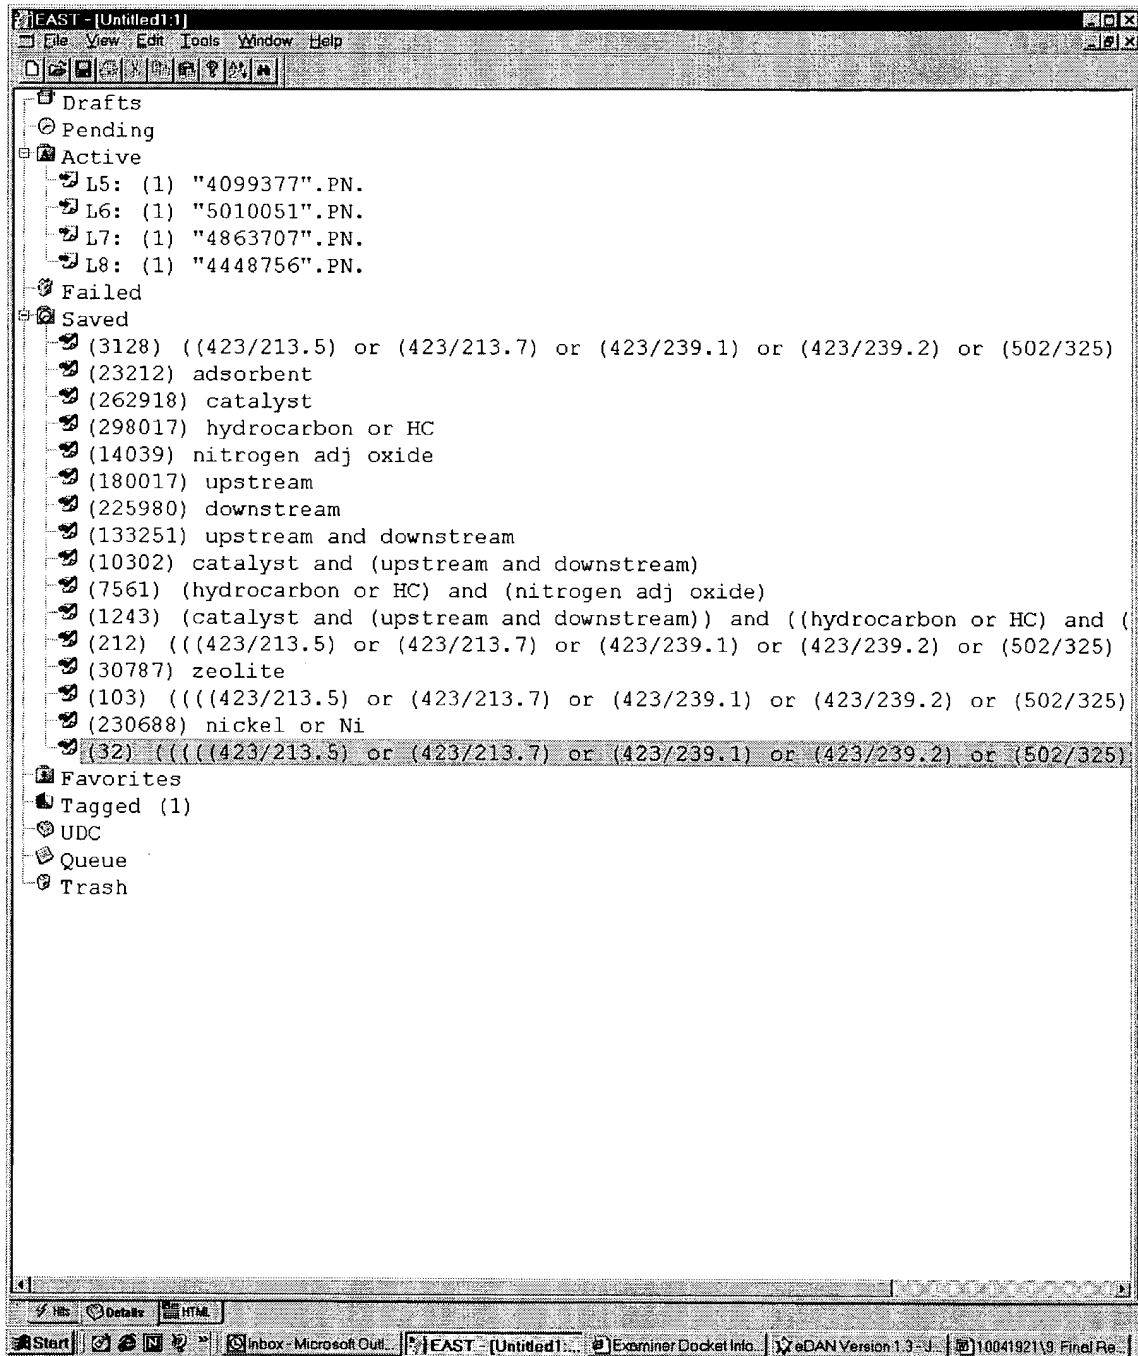 EAST - [Untitled1:1]
File View Edit Tools Window Help
Drafts
Pending
Active
L5: (1) "4099377".PN.
L6: (1) "5010051".PN.
L7: (1) "4863707".PN.
L8: (1) "4448756".PN.
Failed
Saved
(3128) ((423/213.5) or (423/213.7) or (423/239.1) or (423/239.2) or (502/325)
(23212) adsorbent
(262918) catalyst
(298017) hydrocarbon or HC
(14039) nitrogen adj oxide
(180017) upstream
(225980) downstream
(133251) upstream and downstream
(10302) catalyst and (upstream and downstream)
(7561) (hydrocarbon or HC) and (nitrogen adj oxide)
(1243) (catalyst and (upstream and downstream)) and ((hydrocarbon or HC) and (
(212) (((423/213.5) or (423/213.7) or (423/239.1) or (423/239.2) or (502/325)
(30787) zeolite
(103) ((((423/213.5) or (423/213.7) or (423/239.1) or (423/239.2) or (502/325)
(230688) nickel or Ni
(32) (((((423/213.5) or (423/213.7) or (423/239.1) or (423/239.2) or (502/325)
Favorites
Tagged (1)
UDC
Queue
Trash
Hits Details HTML
Start Inbox - Microsoft Outl... EAST - [Untitled1:... Examiner Docket Info... eDAN Version 1.3 - J... 10041921\9. Final Re...